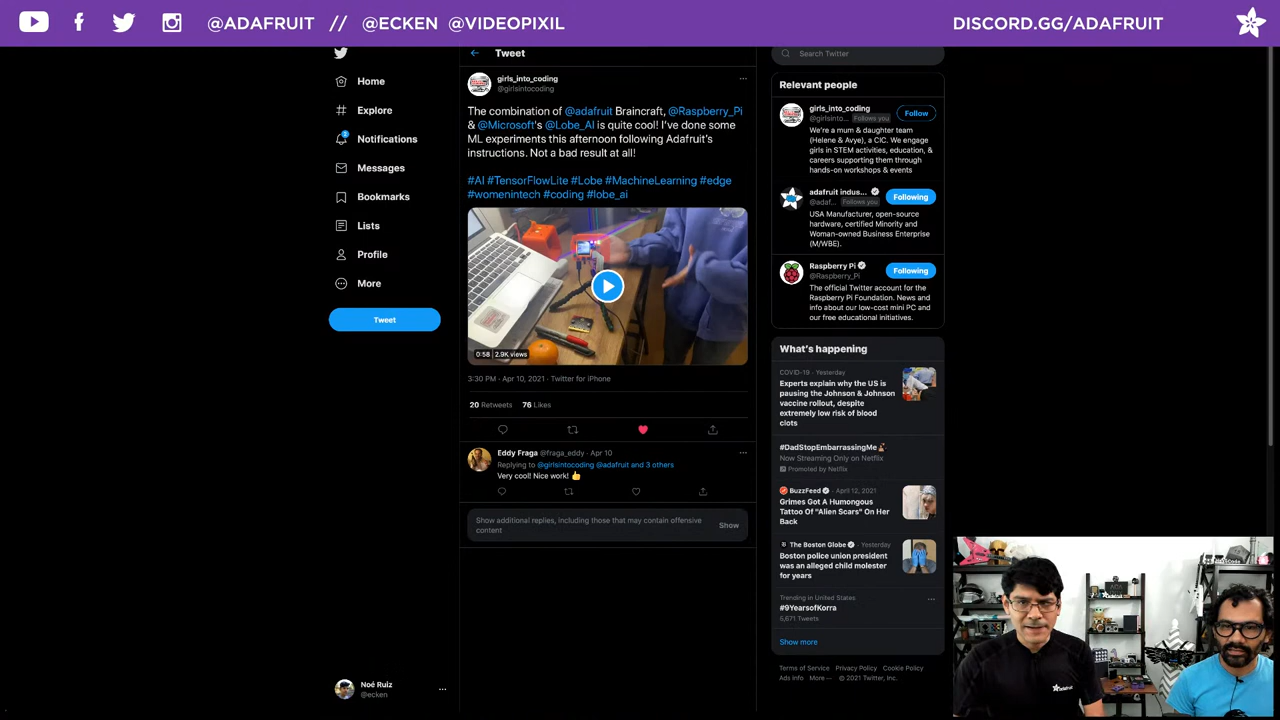 @ADAFRUIT // @ECKEN @VIDEOPIXIL
DISCORD.GG/ADAFRUIT
Home
Explore
2
Notifications
Messages
Bookmarks
Lists
Profile
More
Tweet
Noé Ruiz
@ecken
Tweet
girls_into_coding
@girlsintocoding
The combination of @adafruit Braincraft, @Raspberry_Pi
& @Microsoft's @Lobe_AI is quite cool! I've done some
ML experiments this afternoon following Adafruit's
instructions. Not a bad result at all!
#AI #TensorFlowLite #Lobe #MachineLearning #edge
#womenintech #coding #lobe_ai
0:58 | 2.9K views
3:30 PM · Apr 10, 2021 · Twitter for iPhone
20 Retweets 76 Likes
Eddy Fraga @fraga_eddy · Apr 10
Replying to @girlsintocoding @adafruit and 3 others
Very cool! Nice work! 👍
Show additional replies, including those that may contain offensive
content
Show
Search Twitter
Relevant people
girls_into_coding
@girlsinto... Follows you
Follow
We're a mum & daughter team
(Helene & Avye), a CIC. We engage
girls in STEM activities, education, &
careers supporting them through
hands-on workshops & events
adafruit indus...
@adaf... Follows you
Following
USA Manufacturer, open-source
hardware, certified Minority and
Woman-owned Business Enterprise
(M/WBE).
Raspberry Pi
@Raspberry_Pi
Following
The official Twitter account for the
Raspberry Pi Foundation. News and
info about our low-cost mini PC and
our free educational initiatives.
What's happening
COVID-19 · Yesterday
Experts explain why the US is
pausing the Johnson & Johnson
vaccine rollout, despite
extremely low risk of blood
clots
#DadStopEmbarrassingMe
Now Streaming Only on Netflix
Promoted by Netflix
BuzzFeed · April 12, 2021
Grimes Got A Humongous
Tattoo Of "Alien Scars" On Her
Back
The Boston Globe · Yesterday
Boston police union president
was an alleged child molester
for years
Trending in United States
#9YearsofKorra
5,671 Tweets
Show more
Terms of Service Privacy Policy Cookie Policy
Ads info More ··· © 2021 Twitter, Inc.
adafruit